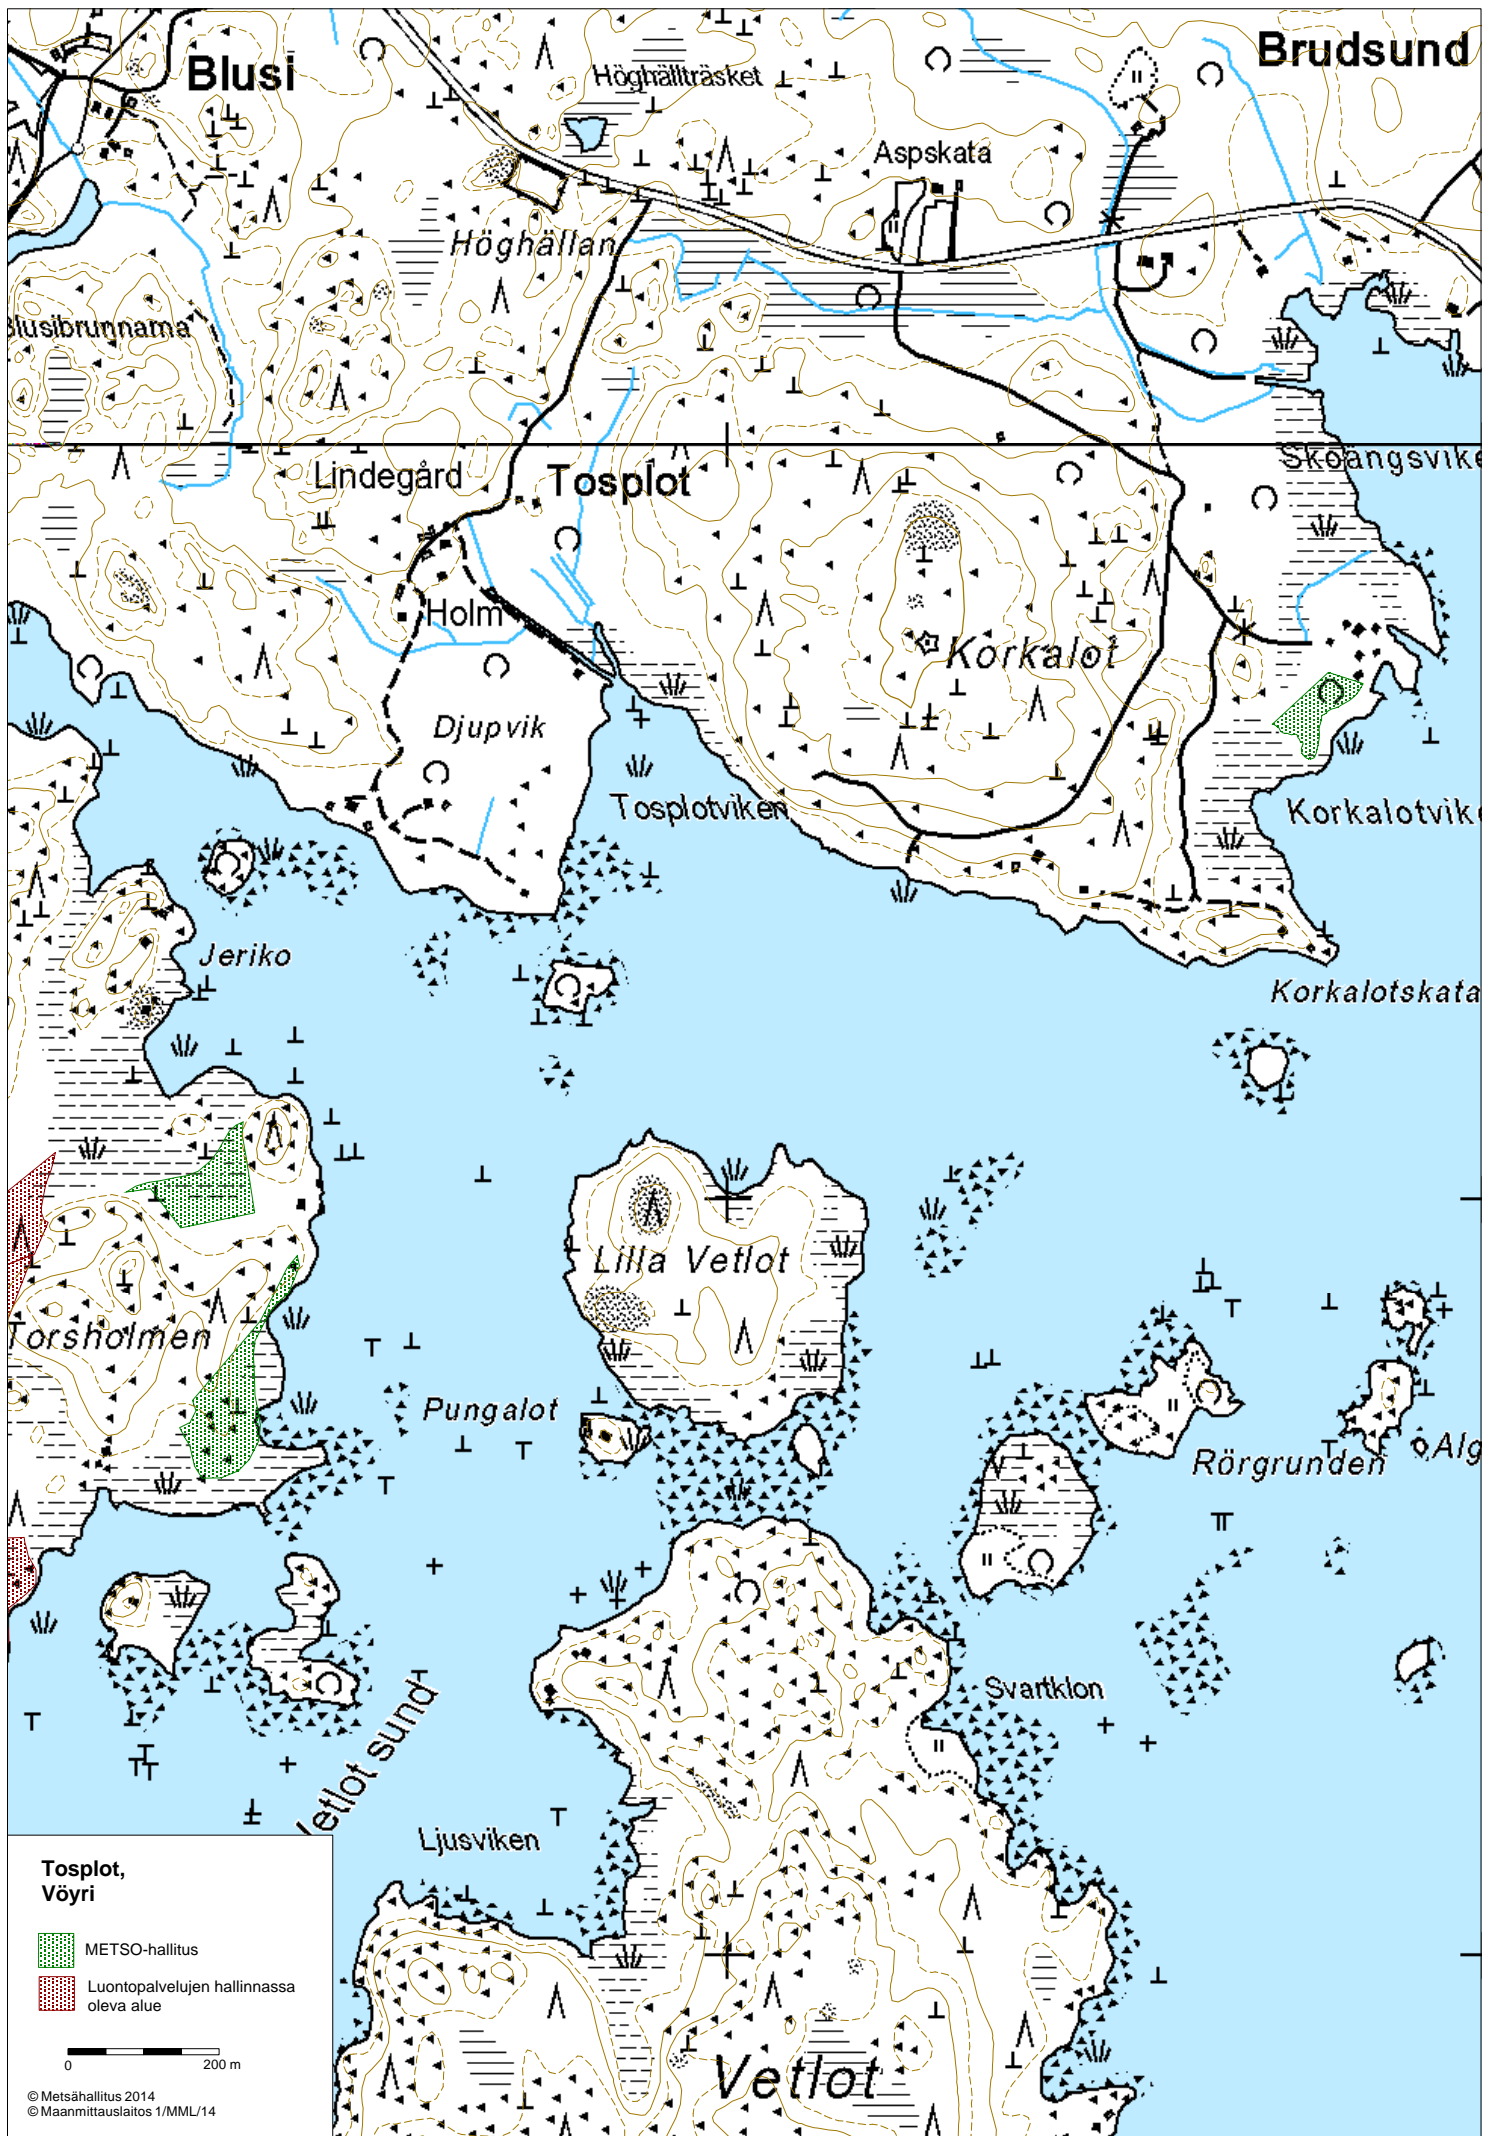 Brudsund
Blusi
Höghällträsket
Aspskata
Höghällan
Blusibrunnarna
Lindegård
Tosplot
Skoängsvike
Holm
Korkalot
Djupvik
Tosplotviken
Korkalotvik
Jeriko
Korkalotskata
Lilla Vetlot
Torsholmen
Pungalot
Rörgrunden
Alg
Svartklon
Vetlot sund
Ljusviken
Vetlot
Tosplot,
Vöyri
METSO-hallitus
Luontopalvelujen hallinnassa
oleva alue
0 200 m
© Metsähallitus 2014
© Maanmittauslaitos 1/MML/14